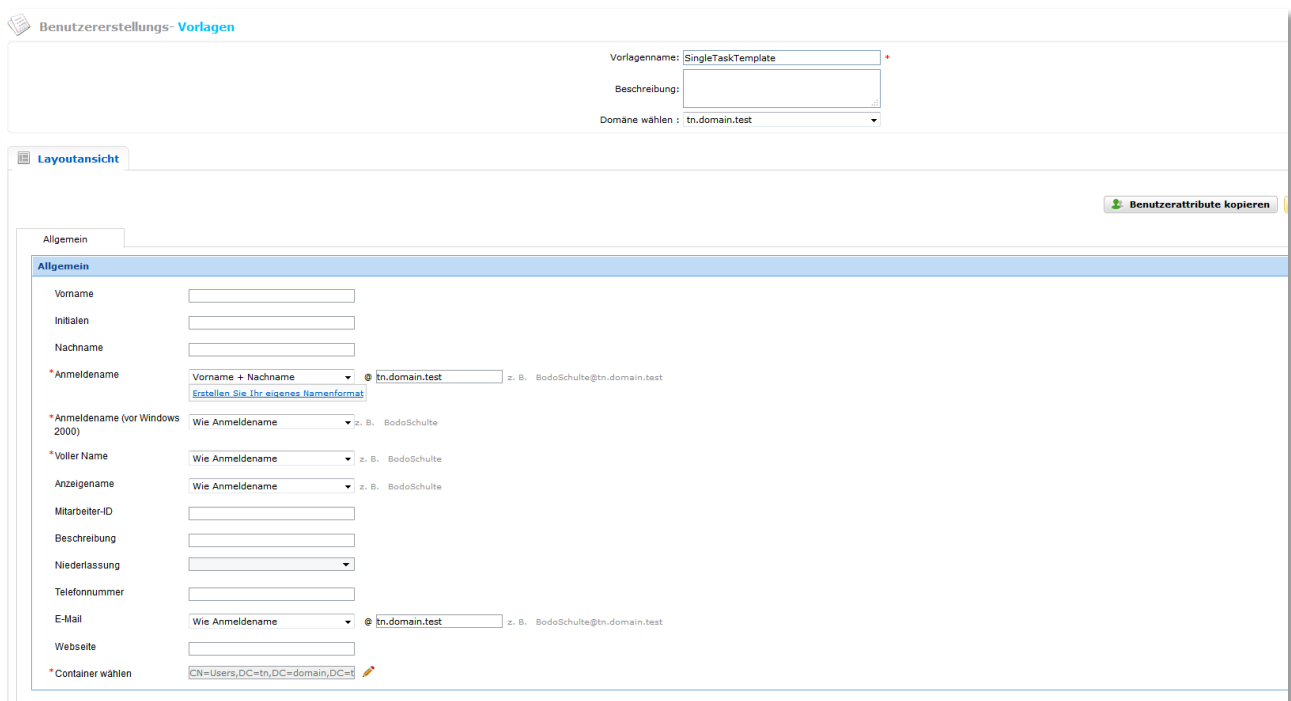 Benutzererstellungs- Vorlagen
Vorlagenname: SingleTaskTemplate *
Beschreibung:
Domäne wählen : tn.domain.test
Layoutansicht
Benutzerattribute kopieren
Allgemein
Allgemein
Vorname
Initialen
Nachname
*Anmeldename Vorname + Nachname @ tn.domain.test z. B. BodoSchulte@tn.domain.test
Erstellen Sie Ihr eigenes Namenformat
*Anmeldename (vor Windows
2000) Wie Anmeldename z. B. BodoSchulte
*Voller Name Wie Anmeldename z. B. BodoSchulte
Anzeigename Wie Anmeldename z. B. BodoSchulte
Mitarbeiter-ID
Beschreibung
Niederlassung
Telefonnummer
E-Mail Wie Anmeldename @ tn.domain.test z. B. BodoSchulte@tn.domain.test
Webseite
*Container wählen CN=Users,DC=tn,DC=domain,DC=t